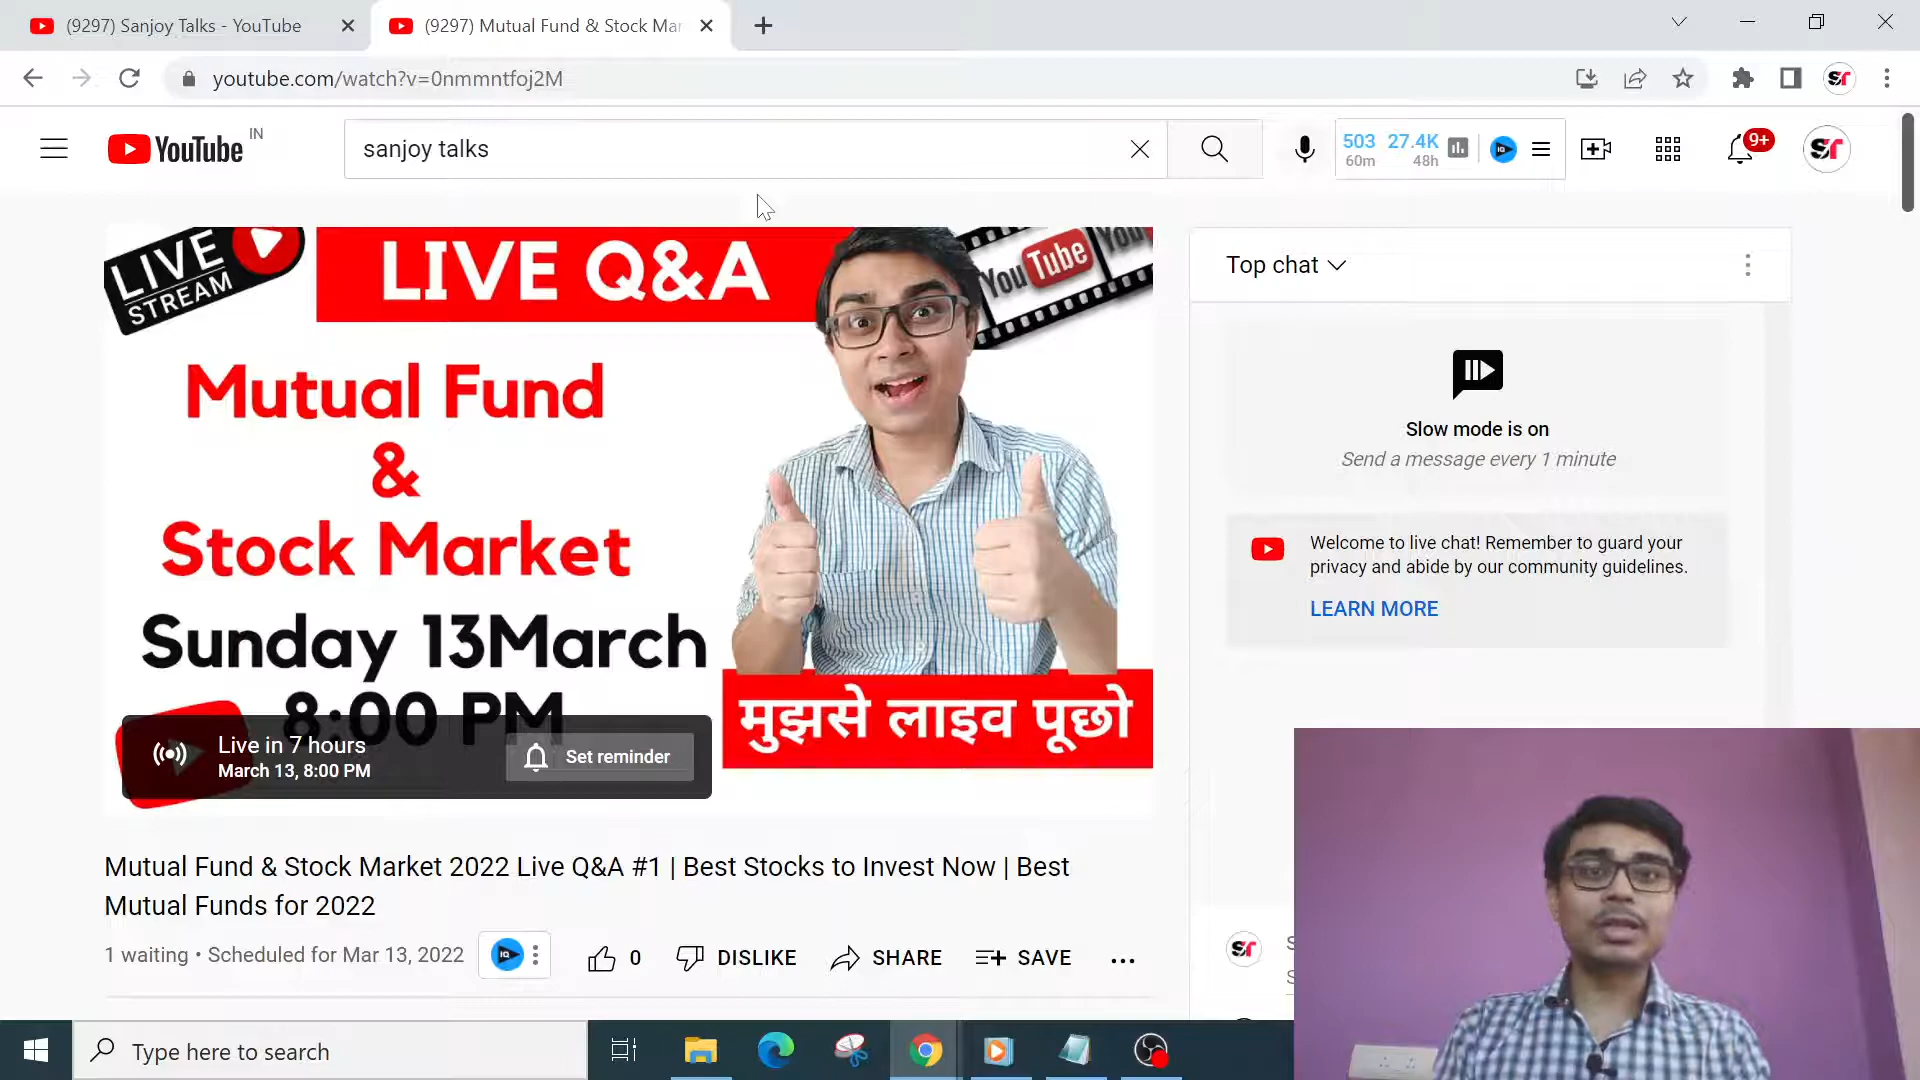 (9297) Sanjoy Talks - YouTube
(9297) Mutual Fund & Stock Mar
youtube.com/watch?v=0nmmntfoj2M
YouTube IN
sanjoy talks
503 27.4K
60m 48h
9+
LIVE
STREAM
LIVE Q&A
YouTube
You
Mutual Fund
&
Stock Market
Sunday 13March
8:00 PM
मुझसे लाइव पूछो
Live in 7 hours
March 13, 8:00 PM
Set reminder
Top chat
Slow mode is on
Send a message every 1 minute
Welcome to live chat! Remember to guard your
privacy and abide by our community guidelines.
LEARN MORE
Mutual Fund & Stock Market 2022 Live Q&A #1 | Best Stocks to Invest Now | Best
Mutual Funds for 2022
1 waiting • Scheduled for Mar 13, 2022
0 DISLIKE SHARE SAVE
Type here to search